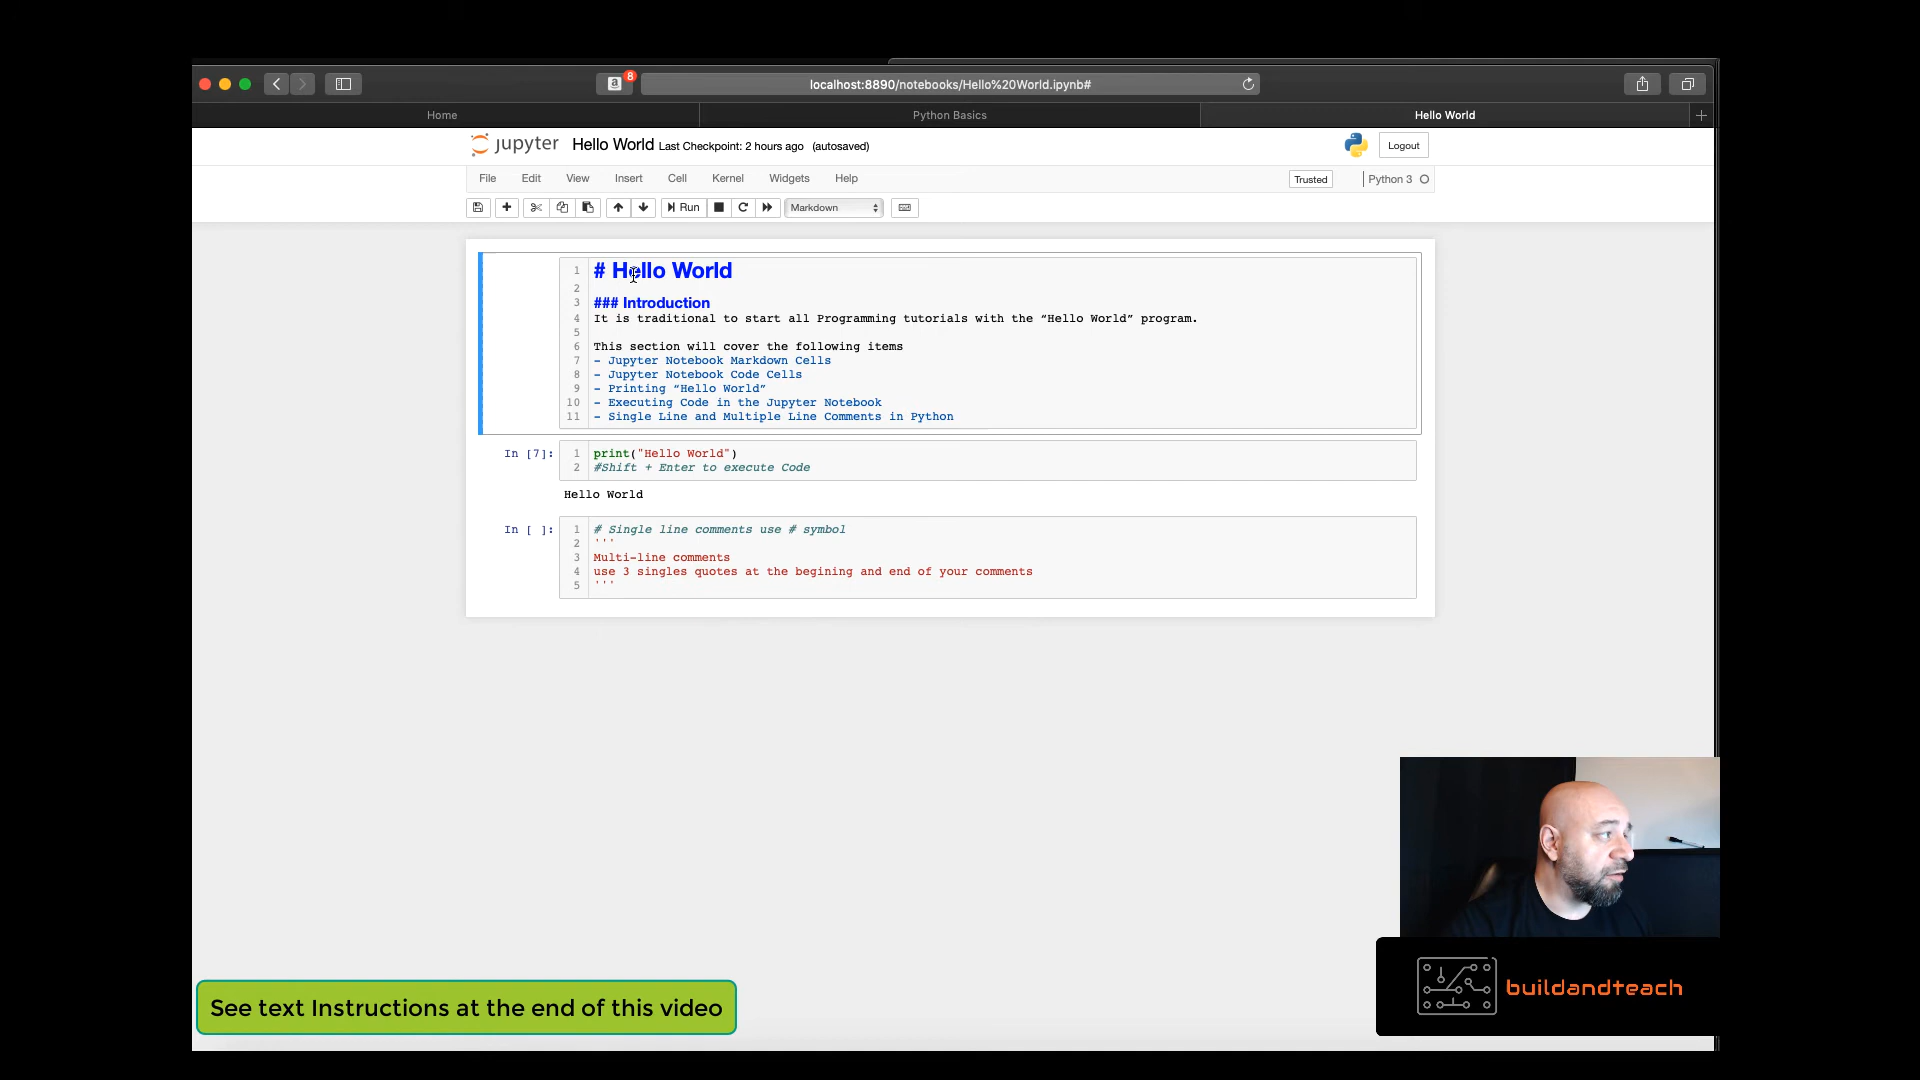 8
localhost:8890/notebooks/Hello%20World.ipynb#
Home
Python Basics
Hello World
jupyter Hello World Last Checkpoint: 2 hours ago (autosaved)
Logout
File Edit View Insert Cell Kernel Widgets Help
Trusted
Python 3
Run
Markdown
1 # Hello World
2
3 ### Introduction
4 It is traditional to start all Programming tutorials with the “Hello World” program.
5
6 This section will cover the following items
7 - Jupyter Notebook Markdown Cells
8 - Jupyter Notebook Code Cells
9 - Printing “Hello World”
10 - Executing Code in the Jupyter Notebook
11 - Single Line and Multiple Line Comments in Python
In [7]: 1 print("Hello World")
2 #Shift + Enter to execute Code
Hello World
In [ ]: 1 # Single line comments use # symbol
2 '''
3 Multi-line comments
4 use 3 singles quotes at the begining and end of your comments
5 '''
buildandteach
See text Instructions at the end of this video